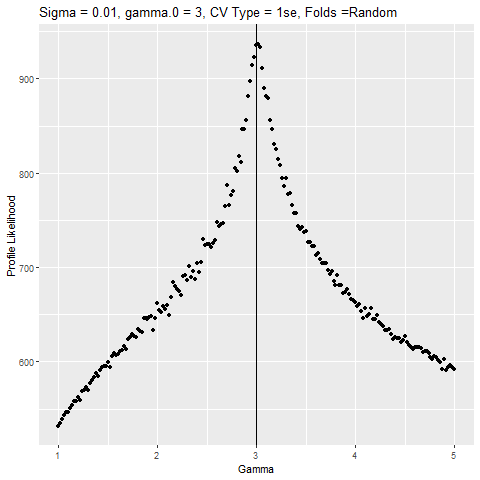 Sigma = 0.01, gamma.0 = 3, CV Type = 1se, Folds =Random
Profile Likelihood
900
800
700
600
1 2 3 4 5
Gamma